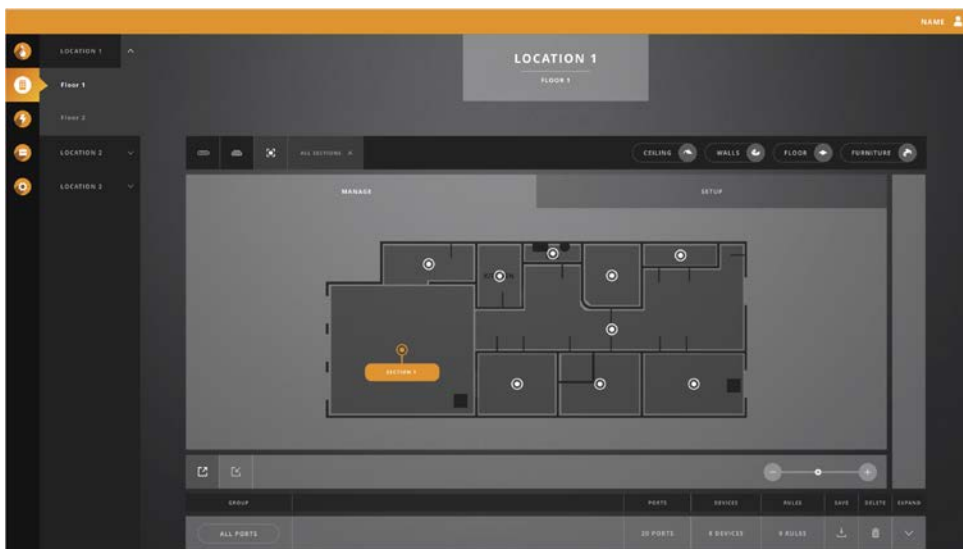 NAME
LOCATION 1
Floor 1
Floor 2
LOCATION 2
LOCATION 3
LOCATION 1
FLOOR 1
ALL SECTIONS X
CEILING
WALLS
FLOOR
FURNITURE
MANAGE
SETUP
SECTION 1
GROUP
PORTS
DEVICES
RULES
SAVE
DELETE
EXPAND
ALL PORTS
20 PORTS
8 DEVICES
9 RULES